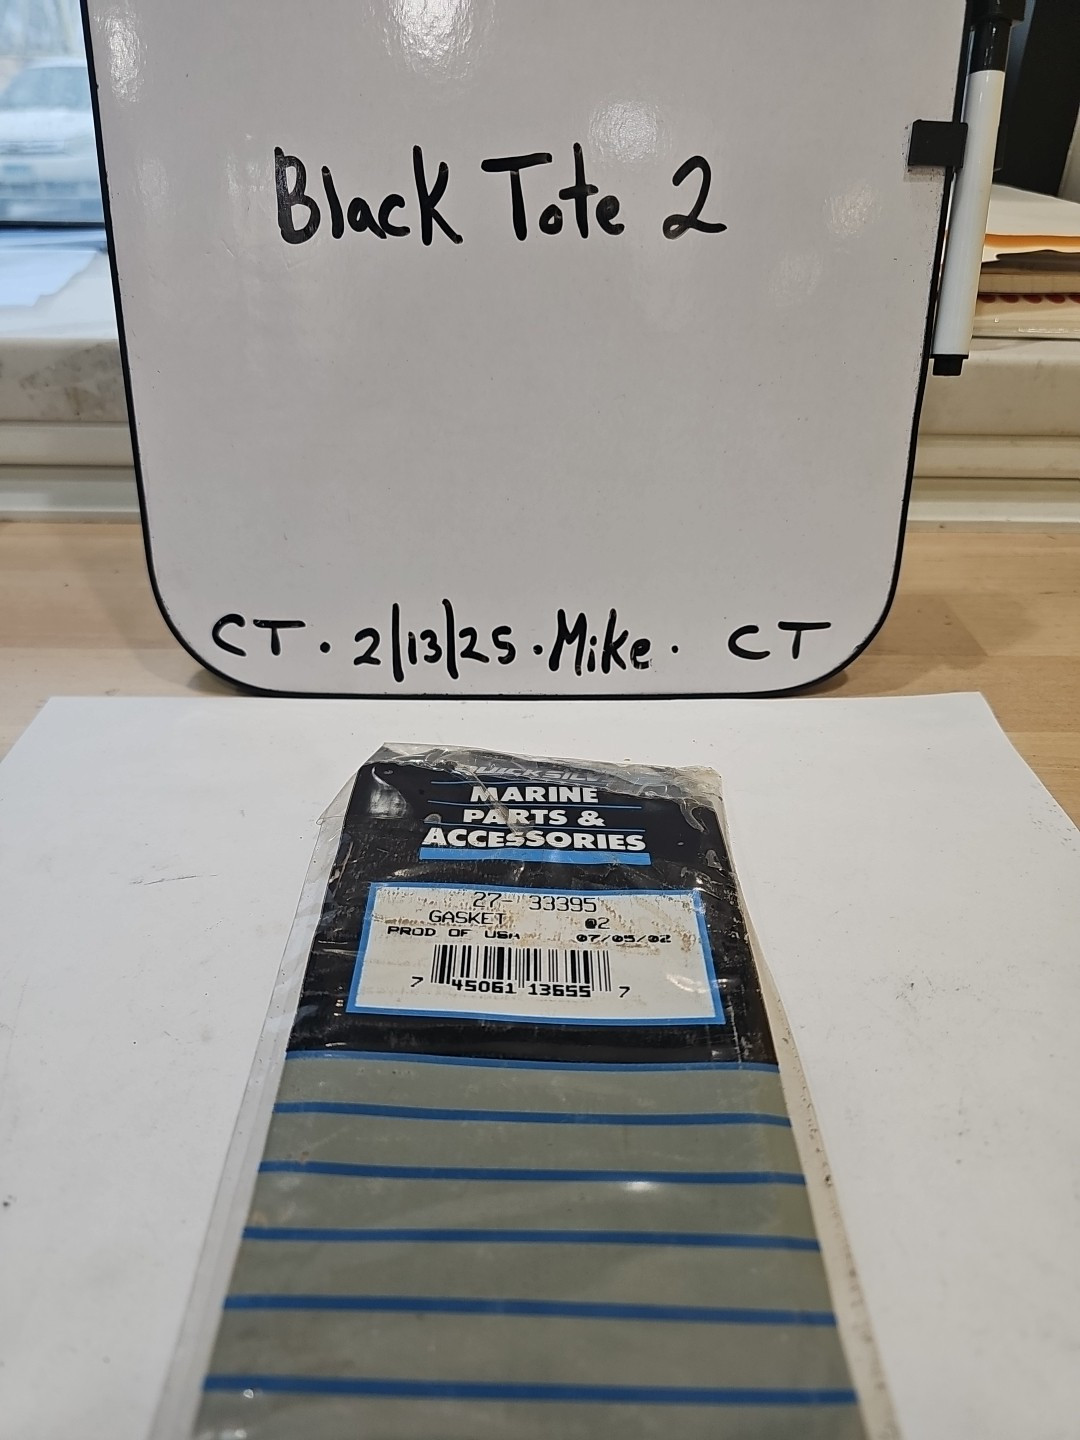 Black Tote 2
CT . 2/13/25 . Mike . CT
MARINE
PARTS &
ACCESSORIES
27- 33395
GASKET 02
PROD OF USA 07/05/02
7 45061 13655 7